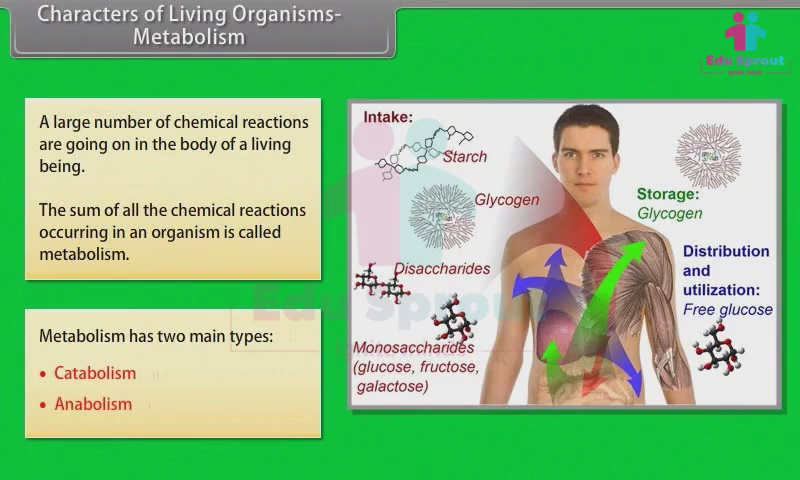 Characters of Living Organisms-
Metabolism
Edu Sprout
A large number of chemical reactions
are going on in the body of a living
being.
The sum of all the chemical reactions
occurring in an organism is called
metabolism.
Metabolism has two main types:
• Catabolism
• Anabolism
Intake:
Starch
Glycogen
Disaccharides
Monosaccharides
(glucose, fructose,
galactose)
Storage:
Glycogen
Distribution
and
utilization:
Free glucose
Edu Sprout